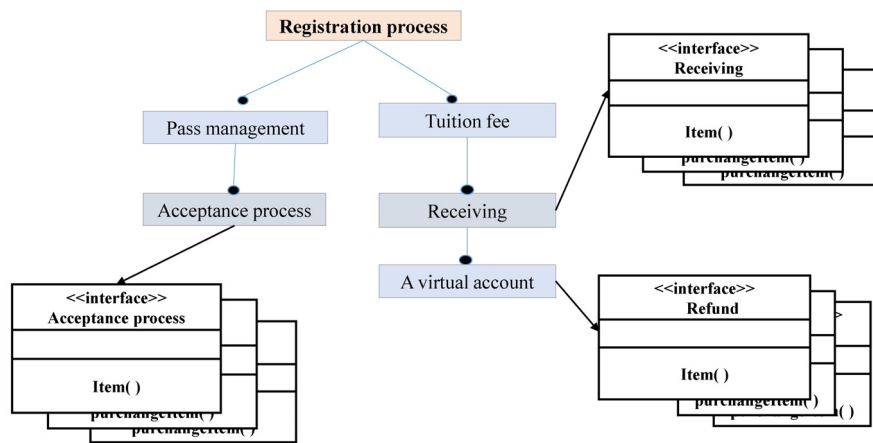 Registration process
<<interface>>
Receiving
Item( )
purchangeItem( )
purchangeItem( )
Pass management
Tuition fee
Acceptance process
Receiving
A virtual account
<<interface>>
Acceptance process
Item( )
purchangeItem( )
purchangeItem( )
<<interface>>
Refund
Item( )
purchangeItem( )